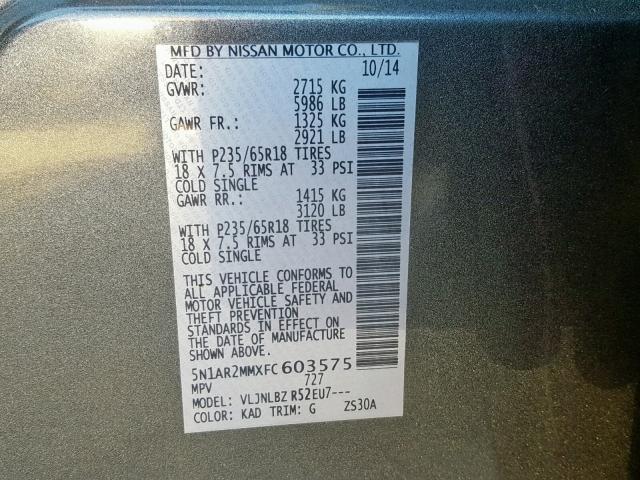 MFD BY NISSAN MOTOR CO., LTD.
DATE: 10/14
GVWR: 2715 KG
5986 LB
GAWR FR.: 1325 KG
2921 LB
WITH P235/65R18 TIRES
18 X 7.5 RIMS AT 33 PSI
COLD SINGLE
GAWR RR.: 1415 KG
3120 LB
WITH P235/65R18 TIRES
18 X 7.5 RIMS AT 33 PSI
COLD SINGLE
THIS VEHICLE CONFORMS TO
ALL APPLICABLE FEDERAL
MOTOR VEHICLE SAFETY AND
THEFT PREVENTION
STANDARDS IN EFFECT ON
THE DATE OF MANUFACTURE
SHOWN ABOVE.
5N1AR2MMXFC603575
MPV 727
MODEL: VLJNLBZ R52EU7---
COLOR: KAD TRIM: G ZS30A